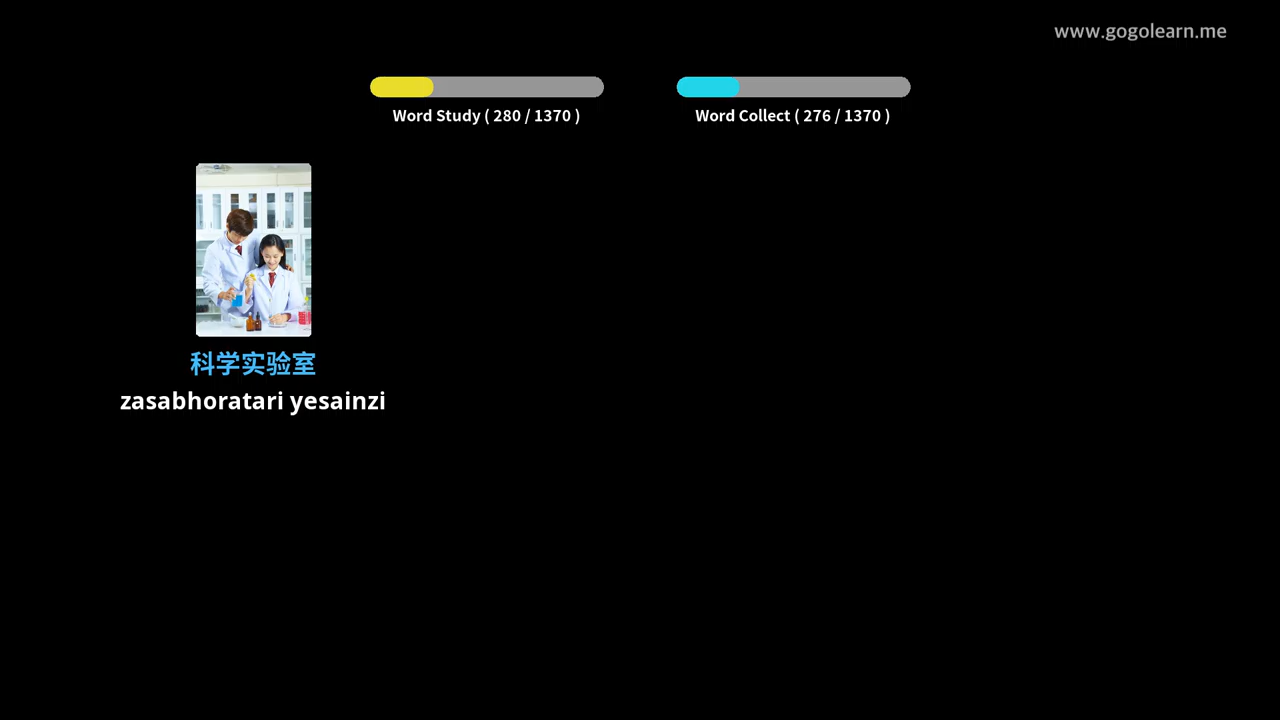 www.gogolearn.me
Word Study ( 280 / 1370 )
Word Collect ( 276 / 1370 )
科学实验室
zasabhoratari yesainzi